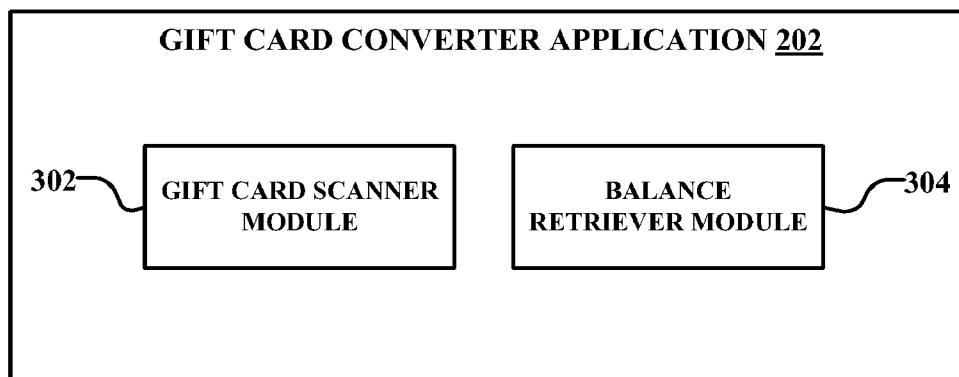 GIFT CARD CONVERTER APPLICATION 202
302
GIFT CARD SCANNER
MODULE
BALANCE
RETRIEVER MODULE
304